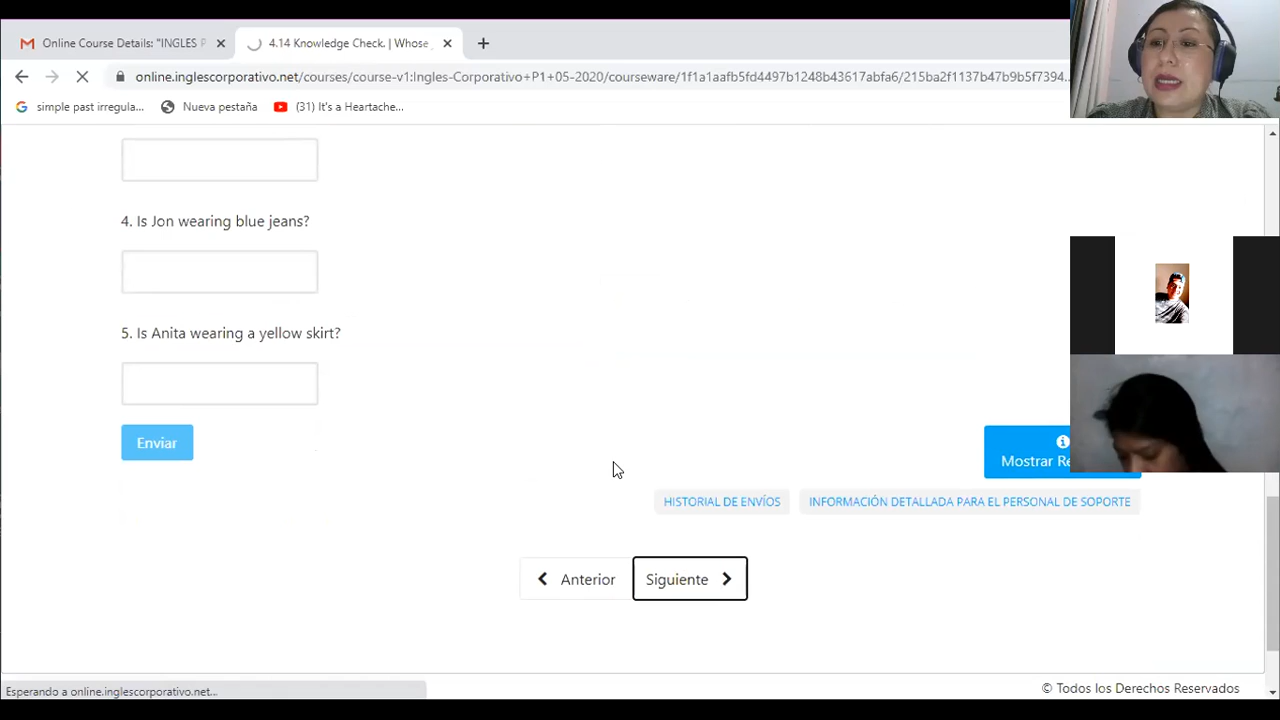 Online Course Details: "INGLES P
4.14 Knowledge Check. | Whose
online.inglescorporativo.net/courses/course-v1:Ingles-Corporativo+P1+05-2020/courseware/1f1a1aafb5fd4497b1248b43617abfa6/215ba2f1137b47b9b5f7394...
simple past irregula...
Nueva pestaña
(31) It's a Heartache...
4. Is Jon wearing blue jeans?
5. Is Anita wearing a yellow skirt?
Enviar
Mostrar Re
HISTORIAL DE ENVÍOS
INFORMACIÓN DETALLADA PARA EL PERSONAL DE SOPORTE
Anterior
Siguiente
Esperando a online.inglescorporativo.net...
© Todos los Derechos Reservados